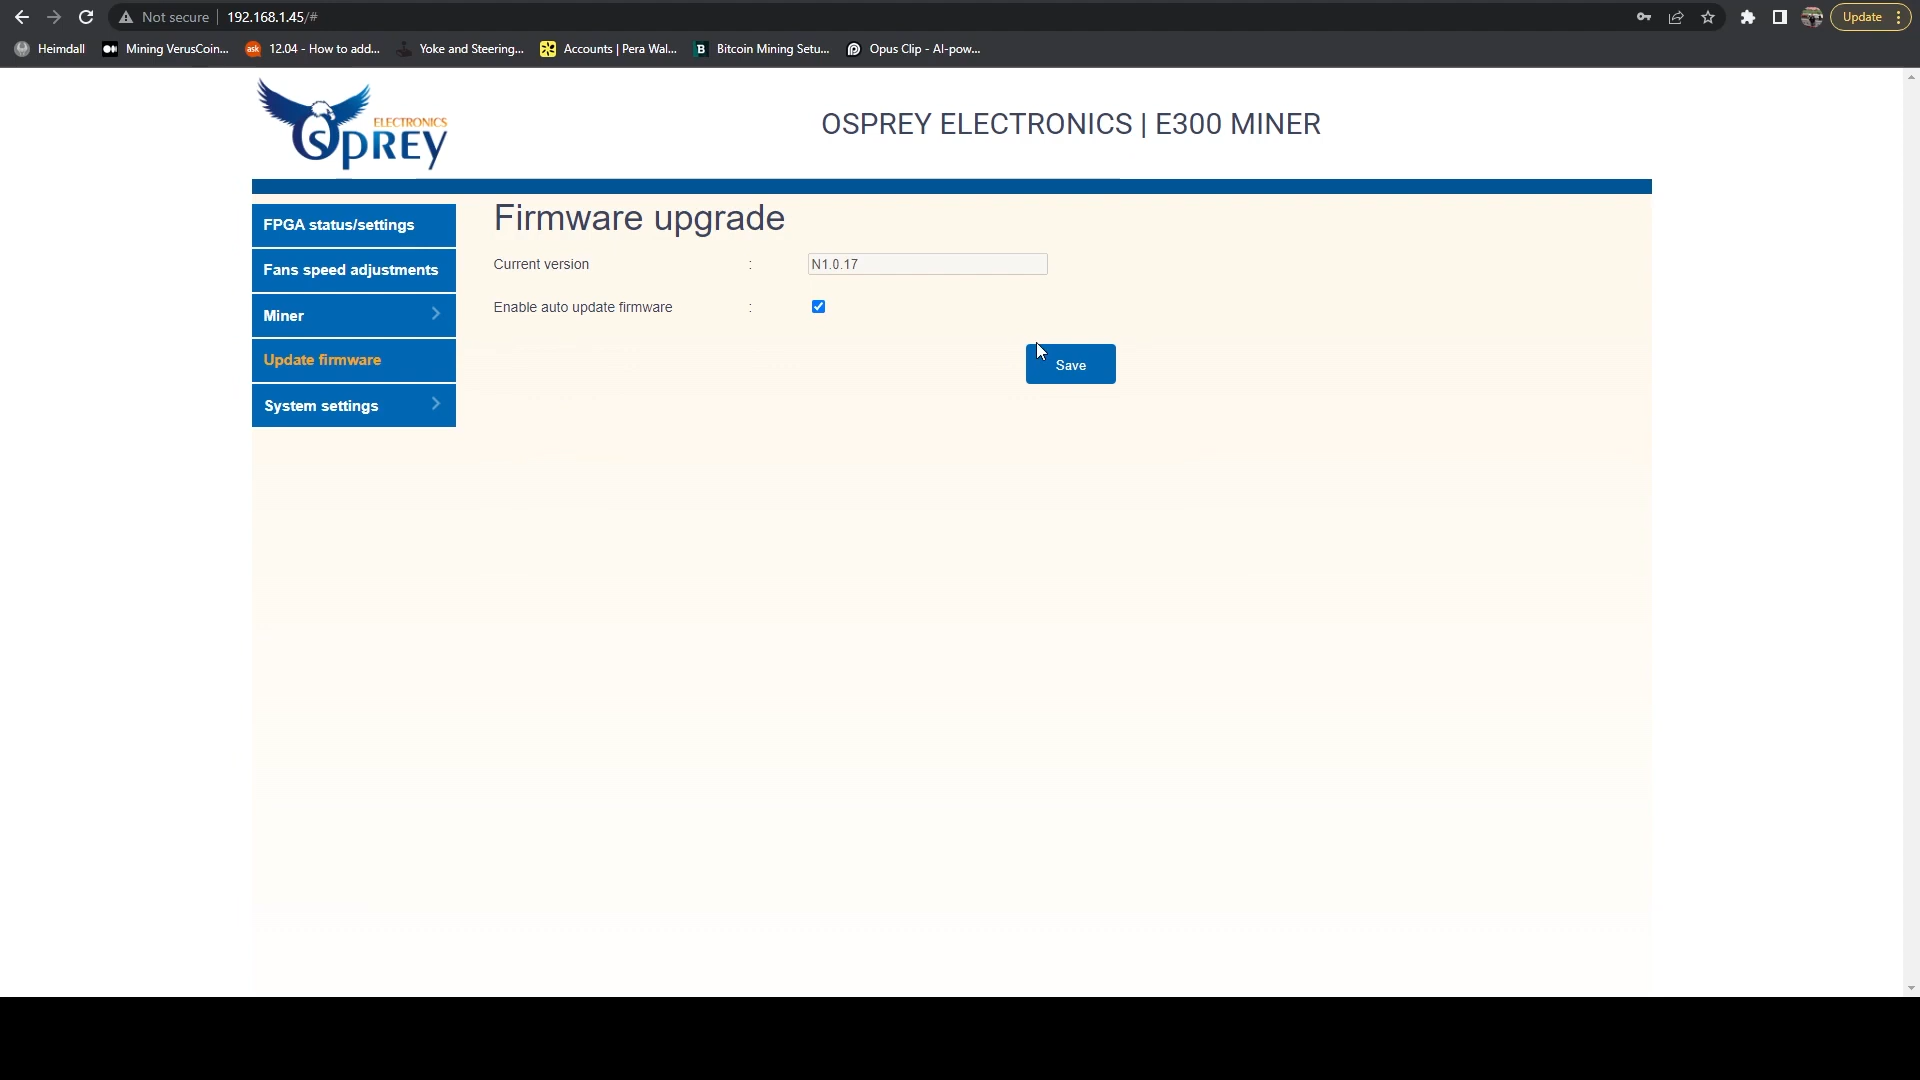 Not secure
192.168.1.45/#
Update
Heimdall
Mining VerusCoin...
ask
12.04 - How to add...
Yoke and Steering...
Accounts | Pera Wal...
B
Bitcoin Mining Setu...
Opus Clip - AI-pow...
ELECTRONICS
OSPREY
OSPREY ELECTRONICS | E300 MINER
FPGA status/settings
Fans speed adjustments
Miner
Update firmware
System settings
Firmware upgrade
Current version : N1.0.17
Enable auto update firmware :
Save